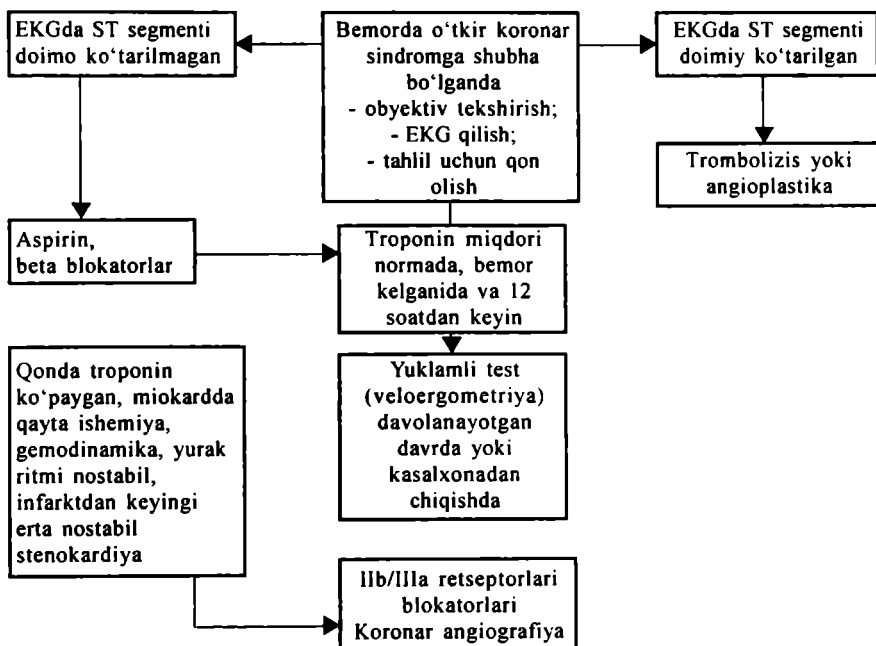 EKGda ST segmenti
doimo ko‘tarilmagan
Bemorda o‘tkir koronar
sindromga shubha
bo‘lganda
- obyektiv tekshirish;
- EKG qilish;
- tahlil uchun qon
olish
EKGda ST segmenti
doimiy ko‘tarilgan
Trombolizis yoki
angioplastika
Aspirin,
beta blokatorlar
Troponin miqdori
normada, bemor
kelganida va 12
soatdan keyin
Qonda troponin
ko‘paygan, miokardda
qayta ishemiya,
gemodinamika, yurak
ritmi nostabil,
infarktdan keyingi
erta nostabil
stenokardiya
Yuklamli test
(veloergometriya)
davolanayotgan
davrda yoki
kasalxonadan
chiqishda
IIb/IIIa retseptorlari
blokatorlari
Koronar angiografiya